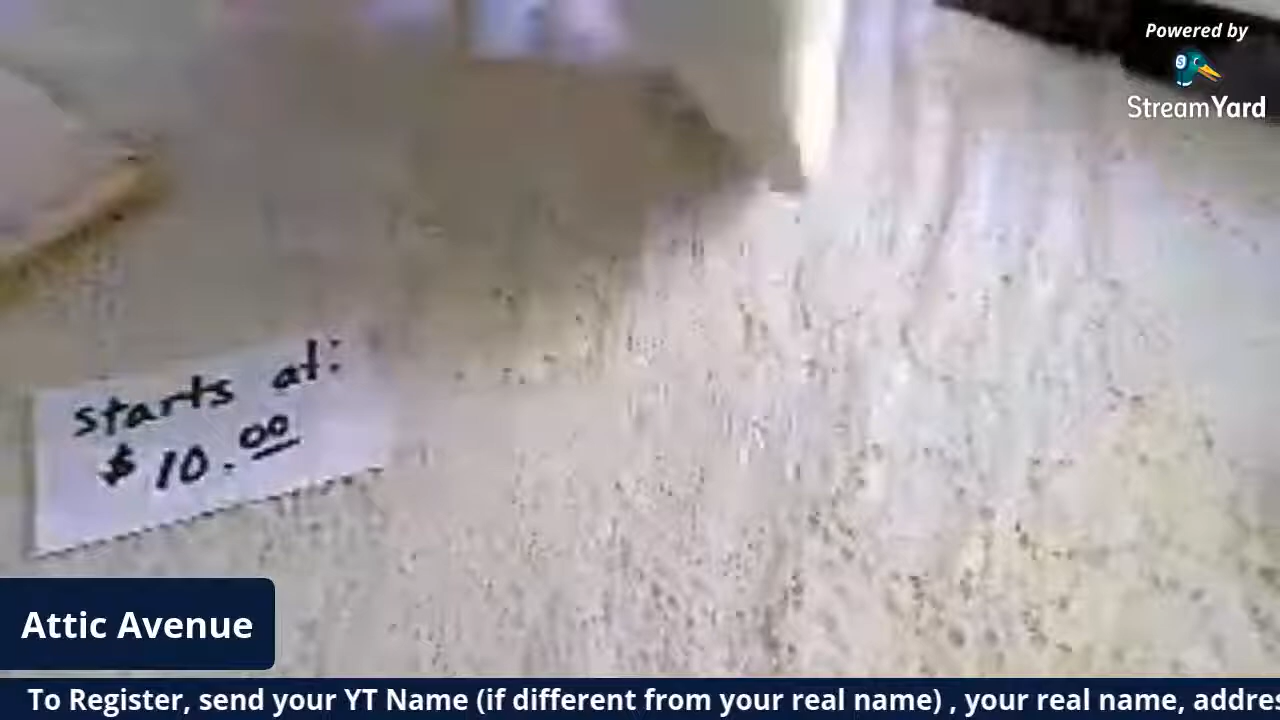 Powered by
StreamYard
starts at:
$10.00
Attic Avenue
To Register, send your YT Name (if different from your real name) , your real name, addres